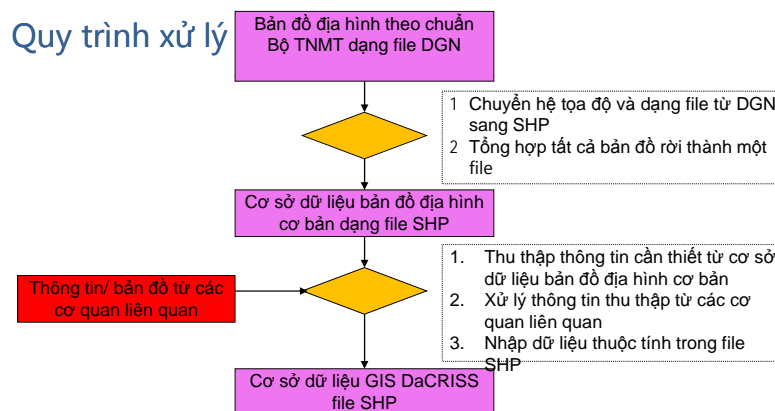 Quy trình xử lý
Bản đồ địa hình theo chuẩn
Bộ TNMT dạng file DGN
1 Chuyển hệ tọa độ và dạng file từ DGN
sang SHP
2 Tổng hợp tất cả bản đồ rời thành một
file
Cơ sở dữ liệu bản đồ địa hình
cơ bản dạng file SHP
1. Thu thập thông tin cần thiết từ cơ sở
dữ liệu bản đồ địa hình cơ bản
2. Xử lý thông tin thu thập từ các cơ
quan liên quan
3. Nhập dữ liệu thuộc tính trong file
SHP
Thông tin/ bản đồ từ các
cơ quan liên quan
Cơ sở dữ liệu GIS DaCRISS
file SHP